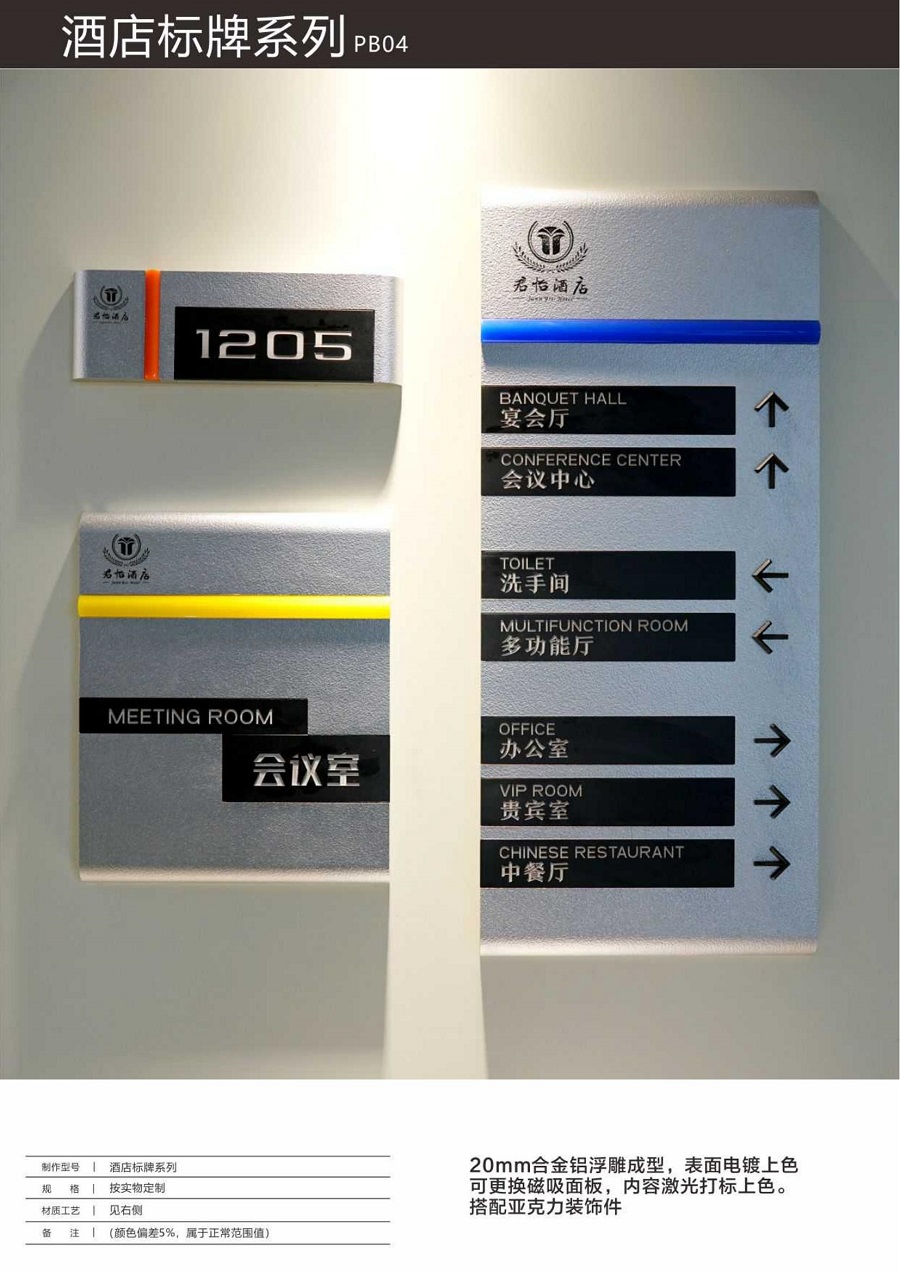 酒店标牌系列 PB04
君怡酒店
1205
君怡酒店
Junn Yii Hotel
BANQUET HALL
宴会厅
CONFERENCE CENTER
会议中心
TOILET
洗手间
MULTIFUNCTION ROOM
多功能厅
OFFICE
办公室
VIP ROOM
贵宾室
CHINESE RESTAURANT
中餐厅
君怡酒店
MEETING ROOM
会议室
制作型号 | 酒店标牌系列
规 格 | 按实物定制
材质工艺 | 见右侧
备 注 | (颜色偏差5%,属于正常范围值)
20mm合金铝浮雕成型，表面电镀上色
可更换磁吸面板，内容激光打标上色。
搭配亚克力装饰件